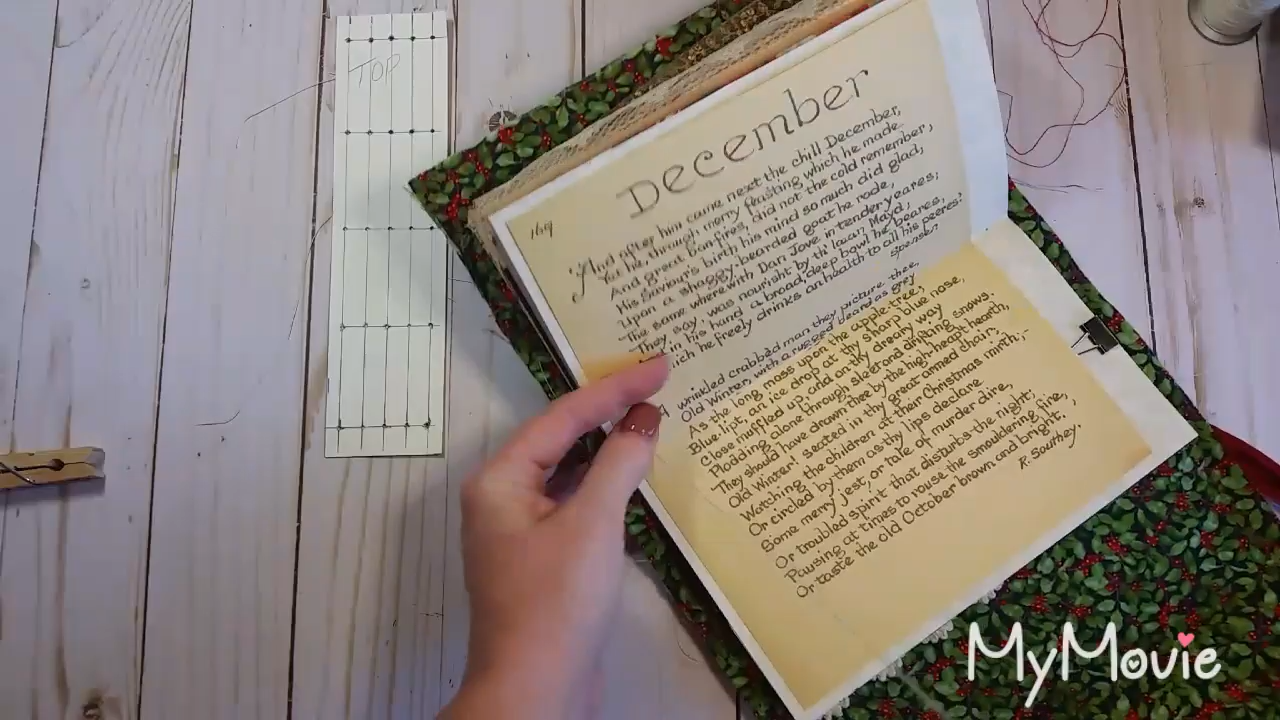 TOP
December
169
"And after him came next the chill December,
Yet he, through merry feasting which he made
And great bon-fires, did not the cold remember,
His Saviour's birth his mind so much did glad,
Upon a shaggy, bearded goat he rode,
The same wherewith Dan Jove in tender yeares,
They say, was nourisht by the Iaean Mayd;
in his hand a broad, deep bowl he beares,
which he freely drinks an health to all his peeres."
Spenser
wrinkled crabbed man they picture thee,
Old Winter, with a rugged beard as grey
As the long moss upon the apple-tree;
Blue-lipt, an ice drop at thy sharp blue nose,
Close muffled up, and on thy dreary way
Plodding alone through sleet and drifting snows.
They should have drawn thee by the high-heapt hearth,
Old Winter! seated in thy great armed chair,
Watching the children at their Christmas mirth;-
Or circled by them as thy lips declare
Some merry jest, or tale of murder dire,
Or troubled spirit that disturbs the night;
Pausing at times to rouse the smouldering fire,
Or taste the old October brown and bright.
R. Southey.
MyMovie